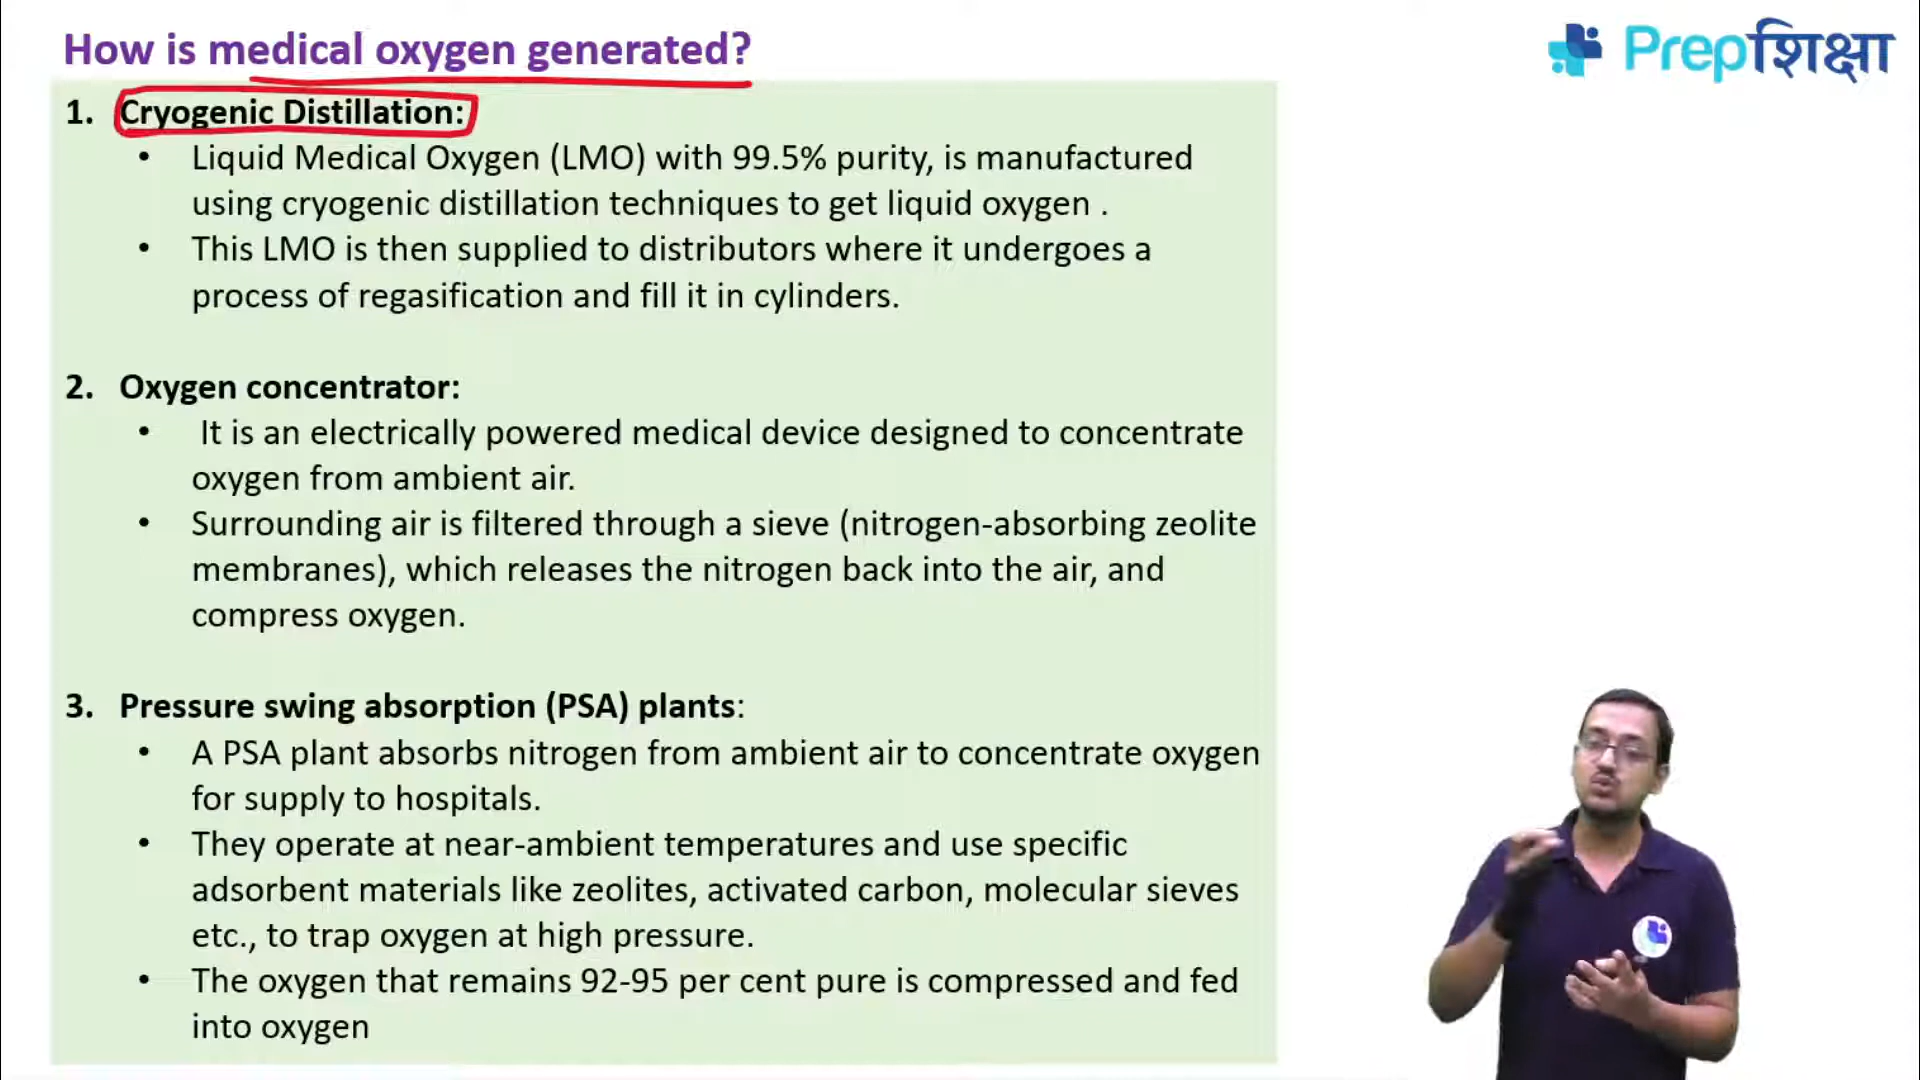 How is medical oxygen generated?
Prepशिक्षा
1. Cryogenic Distillation:
• Liquid Medical Oxygen (LMO) with 99.5% purity, is manufactured
using cryogenic distillation techniques to get liquid oxygen .
• This LMO is then supplied to distributors where it undergoes a
process of regasification and fill it in cylinders.
2. Oxygen concentrator:
• It is an electrically powered medical device designed to concentrate
oxygen from ambient air.
• Surrounding air is filtered through a sieve (nitrogen-absorbing zeolite
membranes), which releases the nitrogen back into the air, and
compress oxygen.
3. Pressure swing absorption (PSA) plants:
• A PSA plant absorbs nitrogen from ambient air to concentrate oxygen
for supply to hospitals.
• They operate at near-ambient temperatures and use specific
adsorbent materials like zeolites, activated carbon, molecular sieves
etc., to trap oxygen at high pressure.
• The oxygen that remains 92-95 per cent pure is compressed and fed
into oxygen